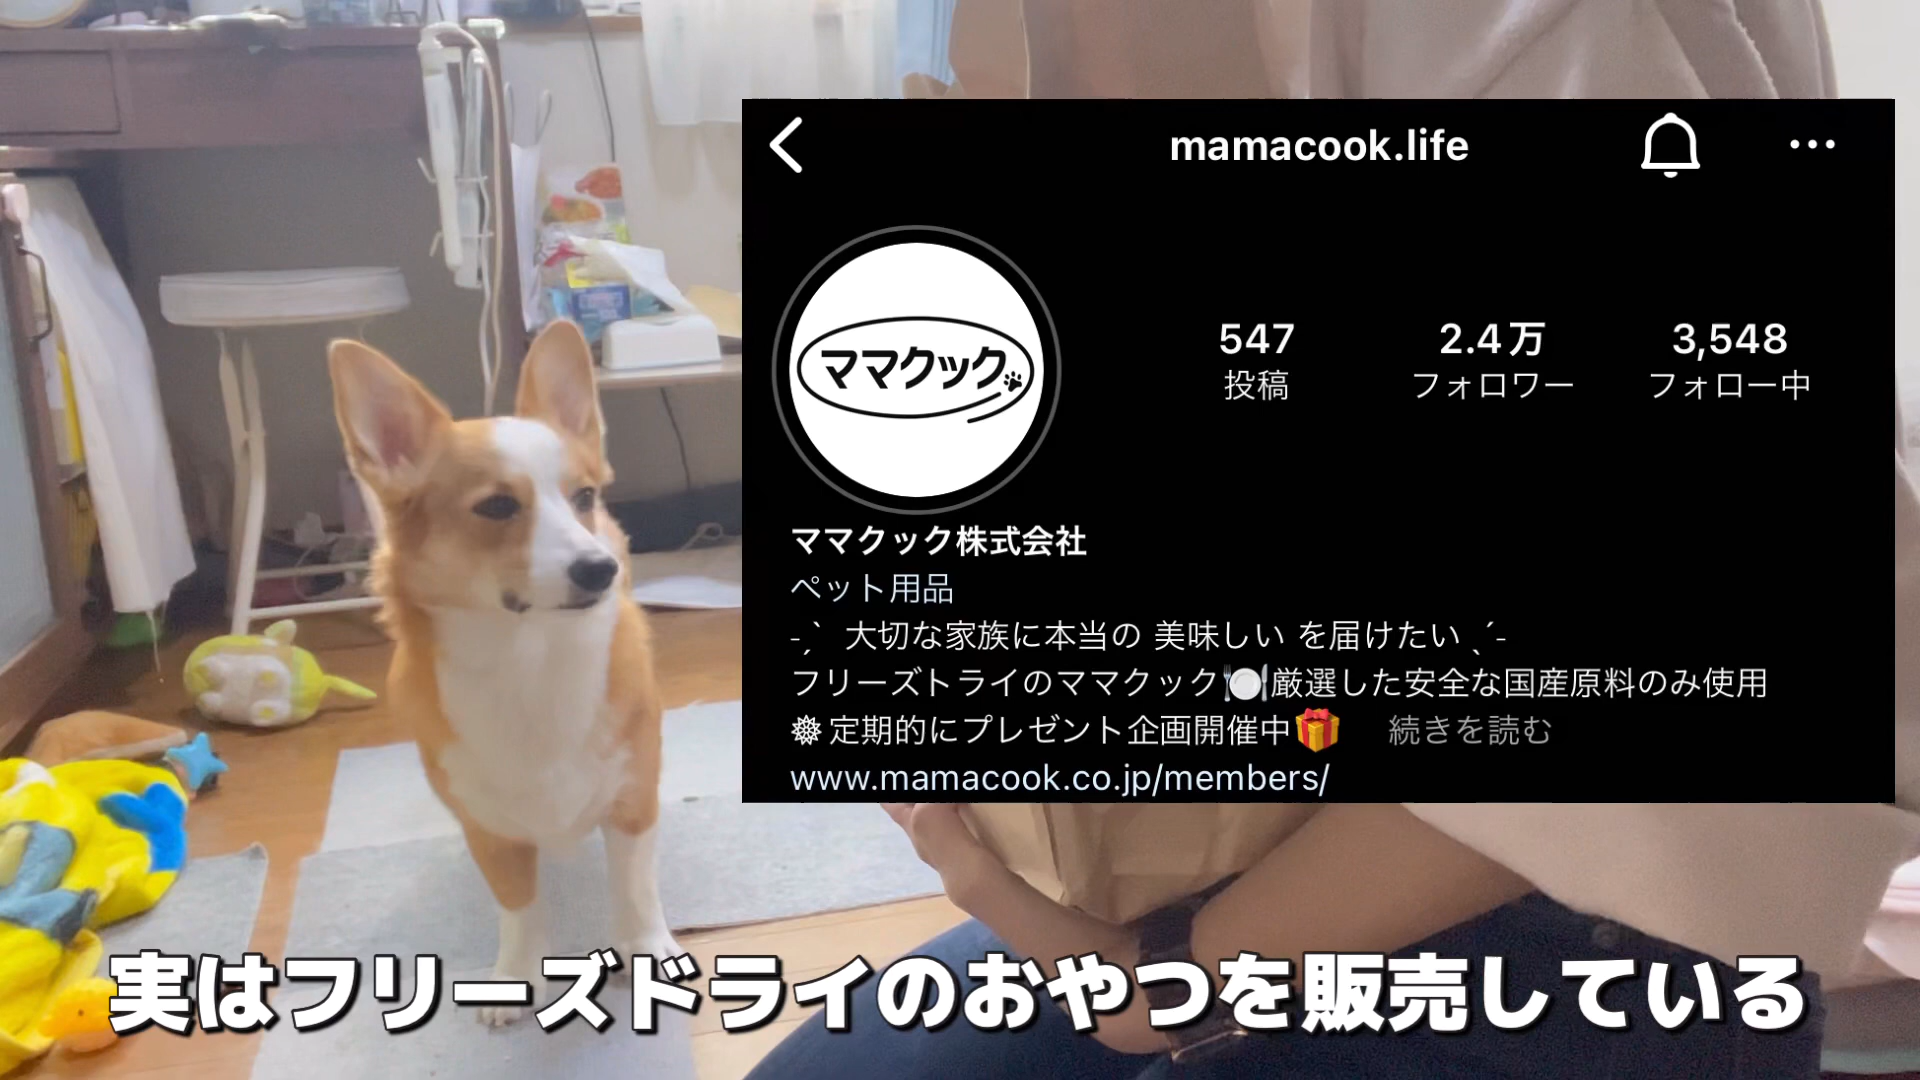 mamacook.life
ママクック
547
投稿
2.4万
フォロワー
3,548
フォロー中
ママクック株式会社
ペット用品
-ˏˋ 大切な家族に本当の 美味しい を届けたい ˎˊ-
フリーズドライのママクック🍽️厳選した安全な国産原料のみ使用
❁定期的にプレゼント企画開催中🎁 続きを読む
www.mamacook.co.jp/members/
実はフリーズドライのおやつを販売している